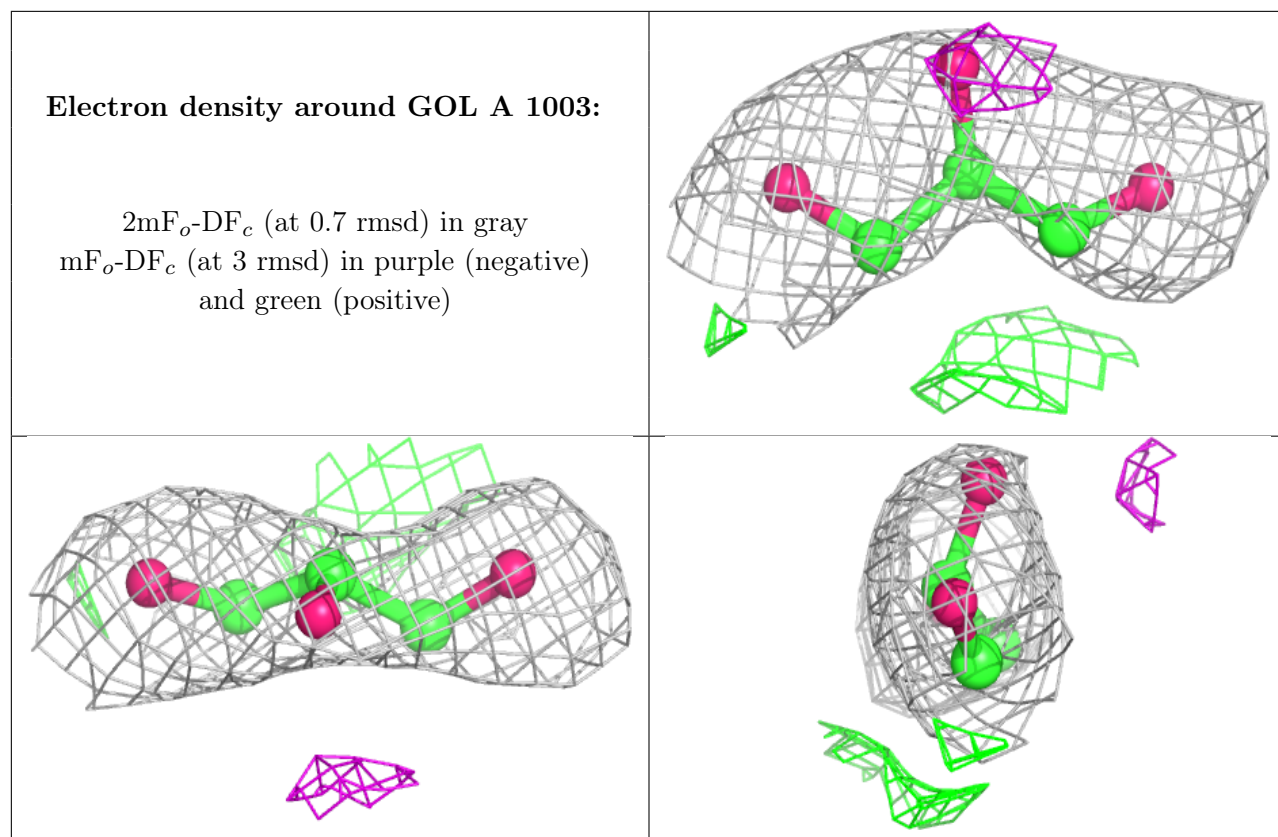 Electron density around GOL A 1003:
2mFo-DFc (at 0.7 rmsd) in gray
mFo-DFc (at 3 rmsd) in purple (negative)
and green (positive)